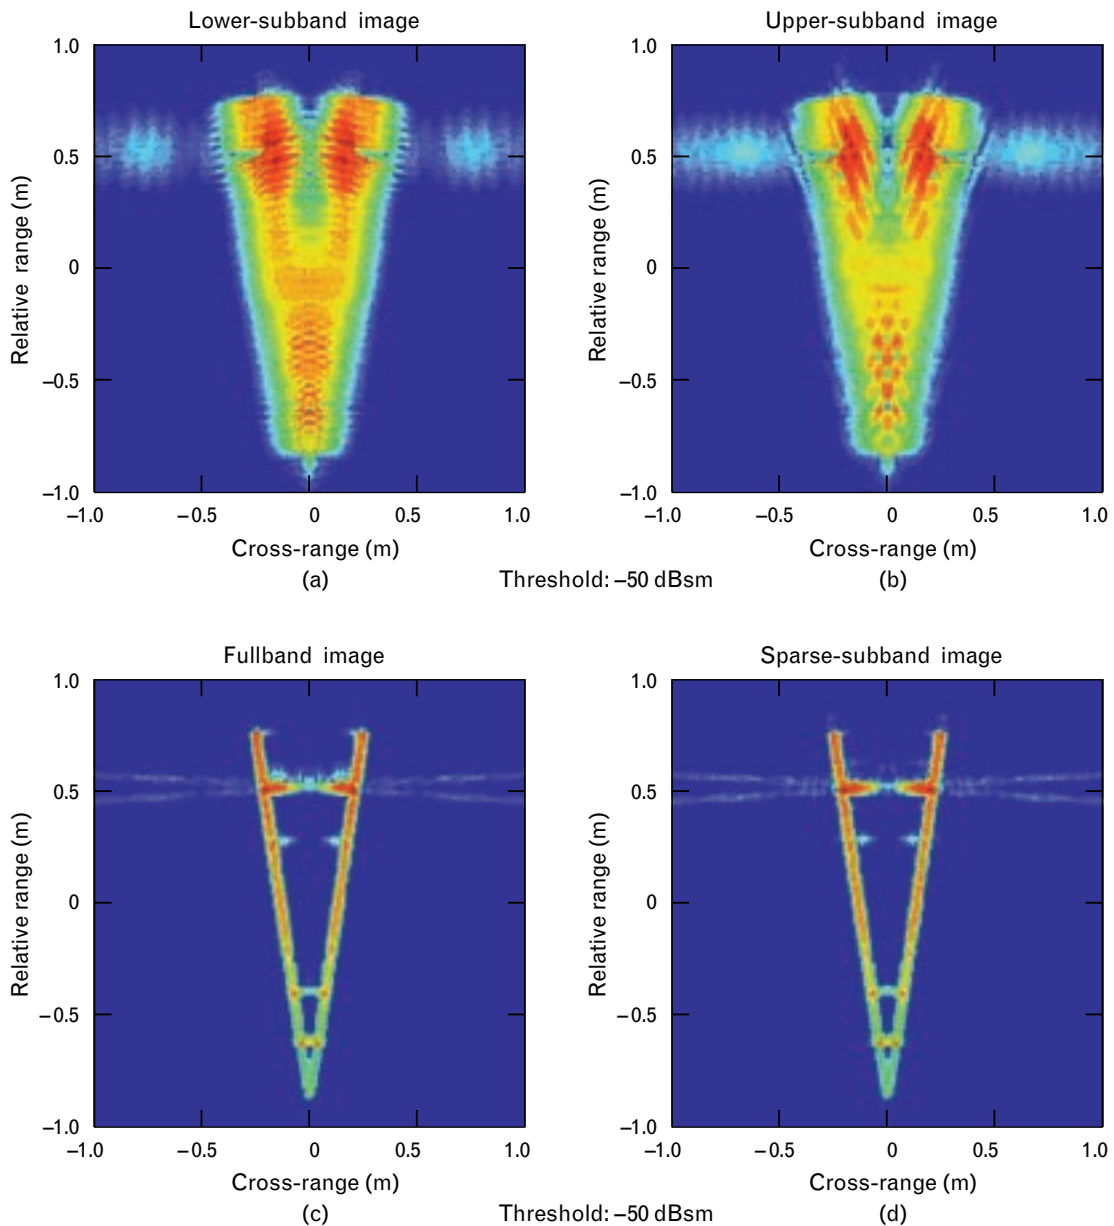 Lower-subband image
Upper-subband image
1.0
0.5
0
–0.5
–1.0
Relative range (m)
–1.0
–0.5
0
0.5
1.0
Cross-range (m)
(a)
1.0
0.5
0
–0.5
–1.0
Relative range (m)
–1.0
–0.5
0
0.5
1.0
Cross-range (m)
(b)
Threshold: –50 dBsm
Fullband image
Sparse-subband image
1.0
0.5
0
–0.5
–1.0
Relative range (m)
–1.0
–0.5
0
0.5
1.0
Cross-range (m)
(c)
1.0
0.5
0
–0.5
–1.0
Relative range (m)
–1.0
–0.5
0
0.5
1.0
Cross-range (m)
(d)
Threshold: –50 dBsm